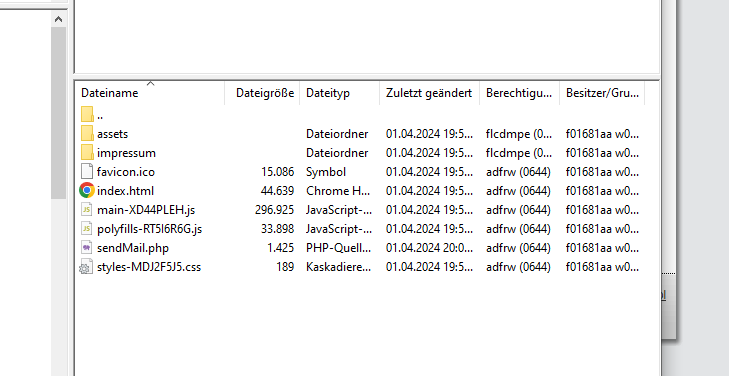 Dateiname Dateigröße Dateityp Zuletzt geändert Berechtigu... Besitzer/Gru...
..
assets Dateiordner 01.04.2024 19:5... flcdmpe (0... f01681aa w0...
impressum Dateiordner 01.04.2024 19:5... flcdmpe (0... f01681aa w0...
favicon.ico 15.086 Symbol 01.04.2024 19:5... adfrw (0644) f01681aa w0...
index.html 44.639 Chrome H... 01.04.2024 19:5... adfrw (0644) f01681aa w0...
main-XD44PLEH.js 296.925 JavaScript-... 01.04.2024 19:5... adfrw (0644) f01681aa w0...
polyfills-RT5I6R6G.js 33.898 JavaScript-... 01.04.2024 19:5... adfrw (0644) f01681aa w0...
sendMail.php 1.425 PHP-Quell... 01.04.2024 20:0... adfrw (0644) f01681aa w0...
styles-MDJ2F5J5.css 189 Kaskadiere... 01.04.2024 19:5... adfrw (0644) f01681aa w0...